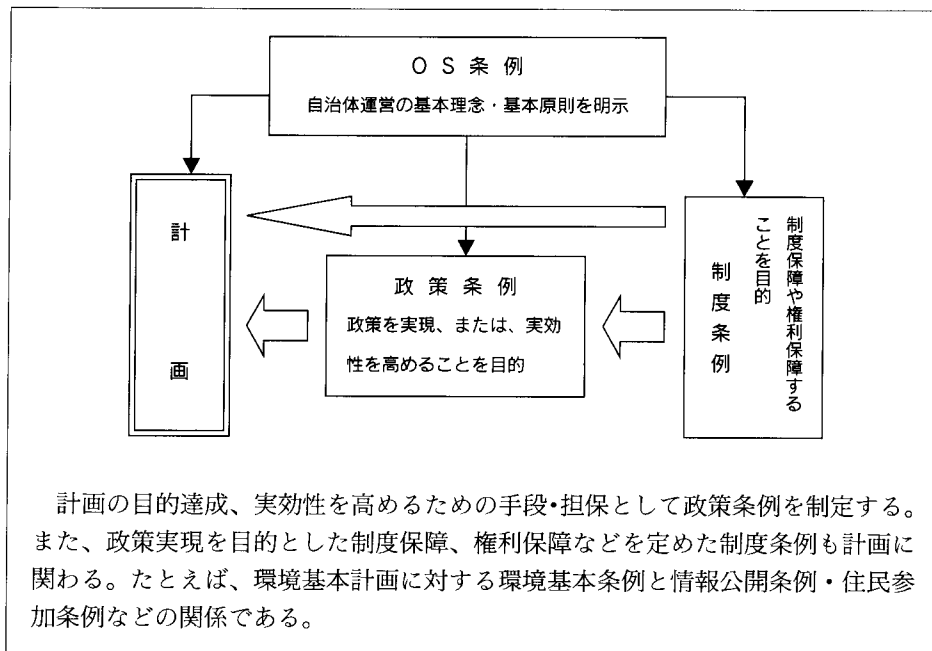 OS条例
自治体運営の基本理念・基本原則を明示
計画
政策条例
政策を実現、または、実効
性を高めることを目的
制度保障や権利保障する
ことを目的
制度条例
計画の目的達成、実効性を高めるための手段・担保として政策条例を制定する。
また、政策実現を目的とした制度保障、権利保障などを定めた制度条例も計画に
関わる。たとえば、環境基本計画に対する環境基本条例と情報公開条例・住民参
加条例などの関係である。